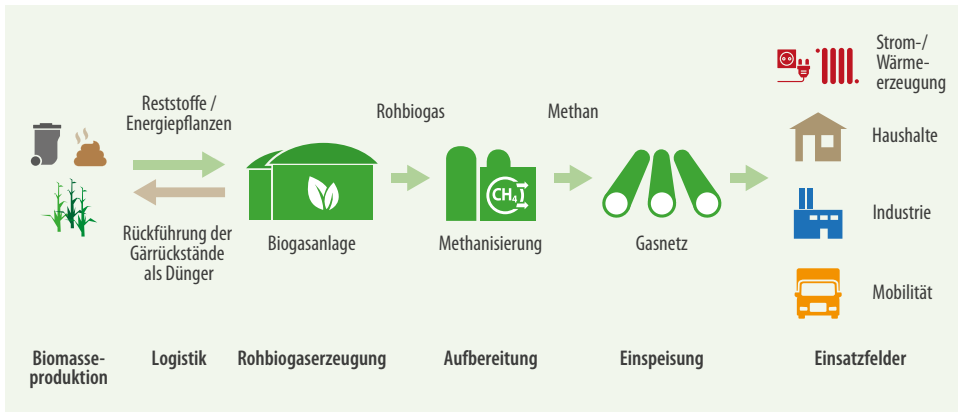 Reststoffe /
Energiepflanzen
Rückführung der
Gärrückstände
als Dünger
Biogasanlage
Rohbiogas
CH₄
Methanisierung
Methan
Gasnetz
Strom-/
Wärme-
erzeugung
Haushalte
Industrie
Mobilität
Biomasse-
produktion
Logistik
Rohbiogaserzeugung
Aufbereitung
Einspeisung
Einsatzfelder